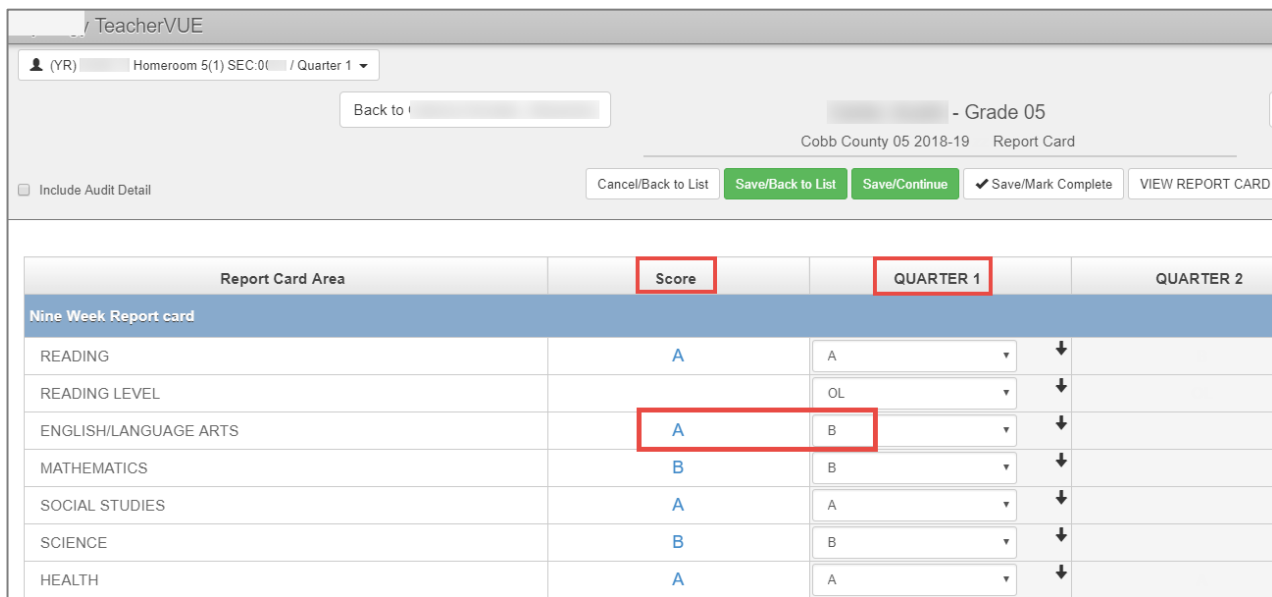 TeacherVUE
(YR) Homeroom 5(1) SEC:0 / Quarter 1
Back to
- Grade 05
Cobb County 05 2018-19 Report Card
Include Audit Detail
Cancel/Back to List Save/Back to List Save/Continue Save/Mark Complete VIEW REPORT CARD
Report Card Area Score QUARTER 1 QUARTER 2
Nine Week Report card
READING A A
READING LEVEL OL
ENGLISH/LANGUAGE ARTS A B
MATHEMATICS B B
SOCIAL STUDIES A A
SCIENCE B B
HEALTH A A